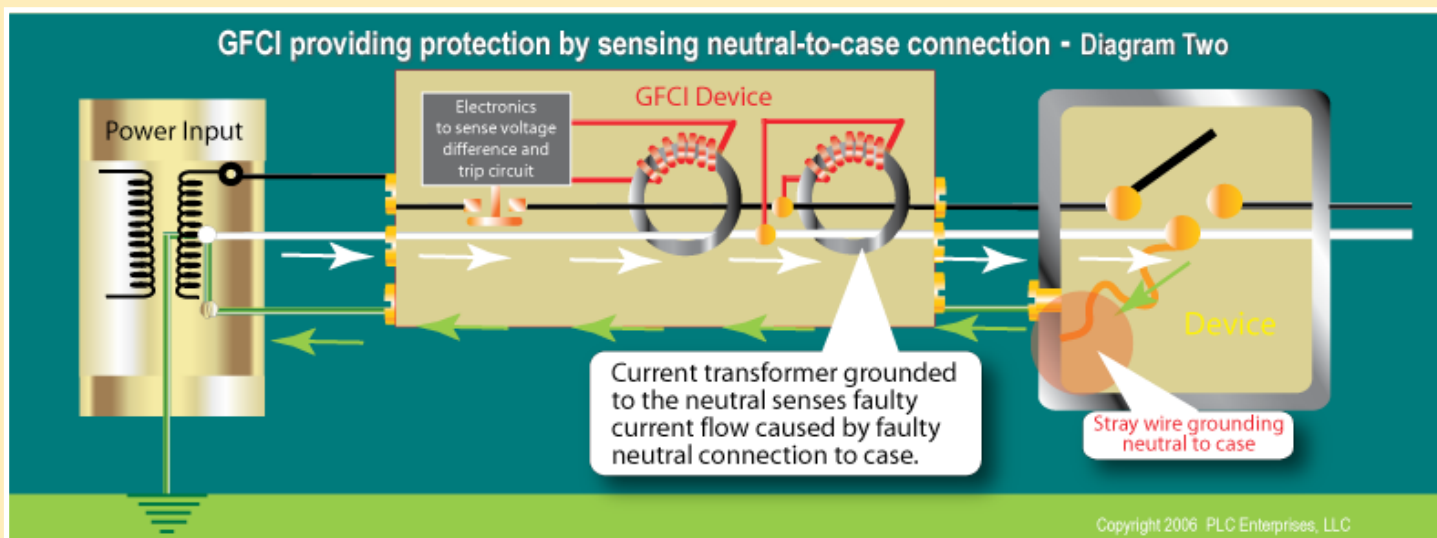 GFCI providing protection by sensing neutral-to-case connection - Diagram Two
Power Input
Electronics
to sense voltage
difference and
trip circuit
GFCI Device
Device
Current transformer grounded
to the neutral senses faulty
current flow caused by faulty
neutral connection to case.
Stray wire grounding
neutral to case
Copyright 2006 PLC Enterprises, LLC